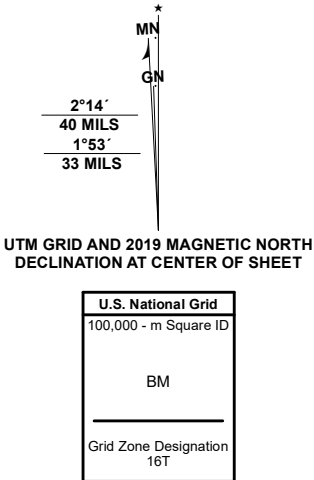 MN
GN
2°14´
40 MILS
1°53´
33 MILS
UTM GRID AND 2019 MAGNETIC NORTH
DECLINATION AT CENTER OF SHEET
U.S. National Grid
100,000 - m Square ID
BM
Grid Zone Designation
16T